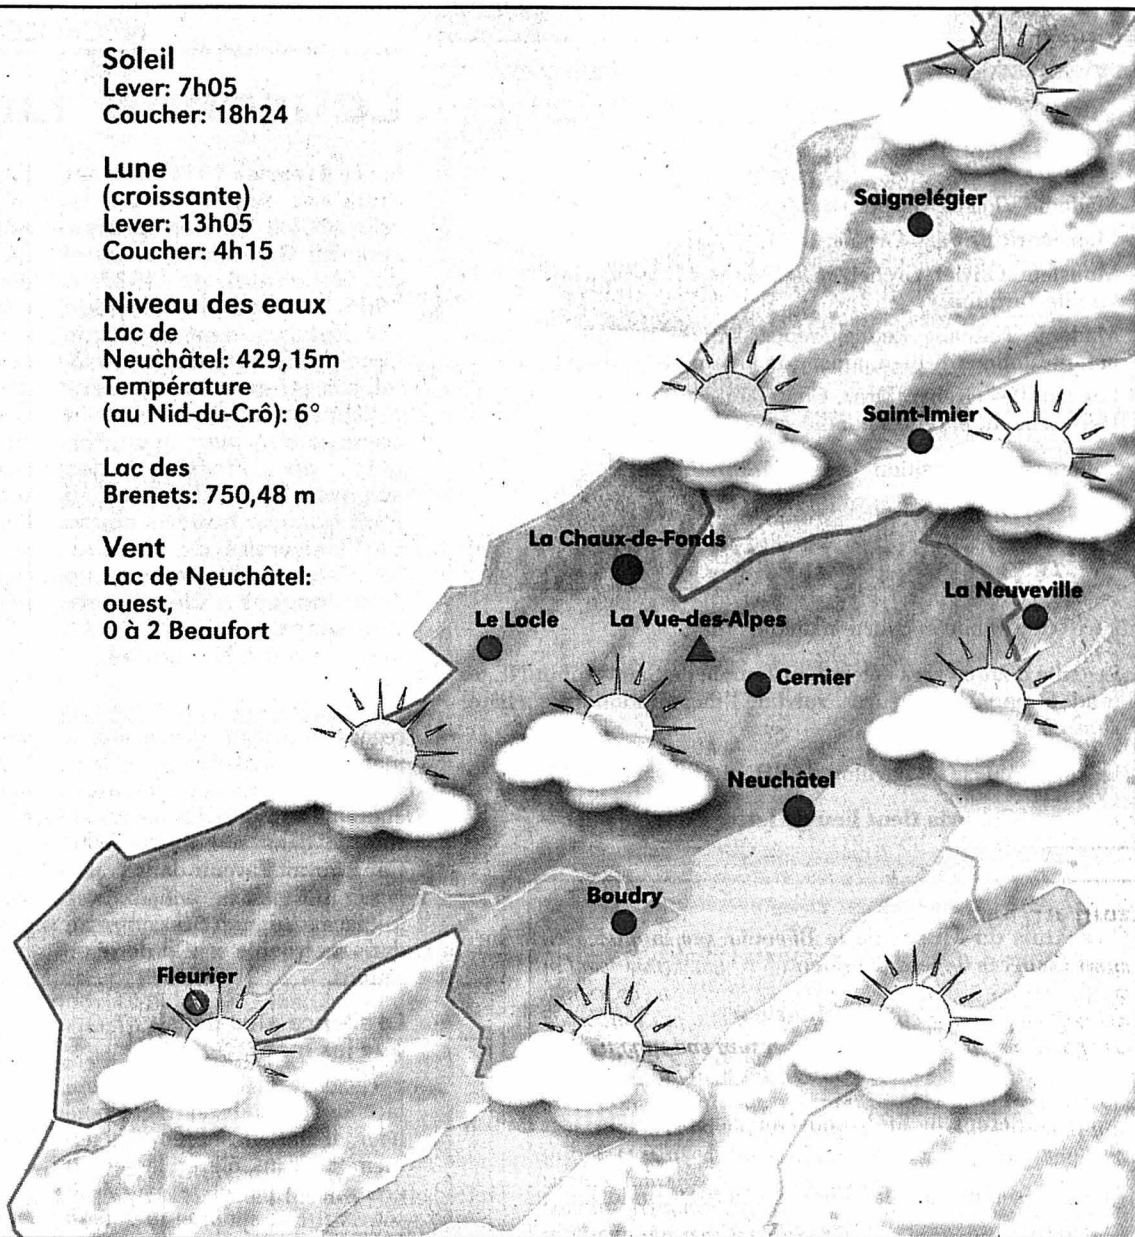 Soleil
Lever: 7h05
Coucher: 18h24
Lune
(croissante)
Lever: 13h05
Coucher: 4h15
Niveau des eaux
Lac de
Neuchâtel: 429,15m
Température
(au Nid-du-Crô): 6°
Lac des
Brenets: 750,48 m
Vent
Lac de Neuchâtel:
ouest,
0 à 2 Beaufort
Saignelégier
Saint-Imier
La Chaux-de-Fonds
La Neuveville
Le Locle
La Vue-des-Alpes
Cernier
Neuchâtel
Boudry
Fleurier